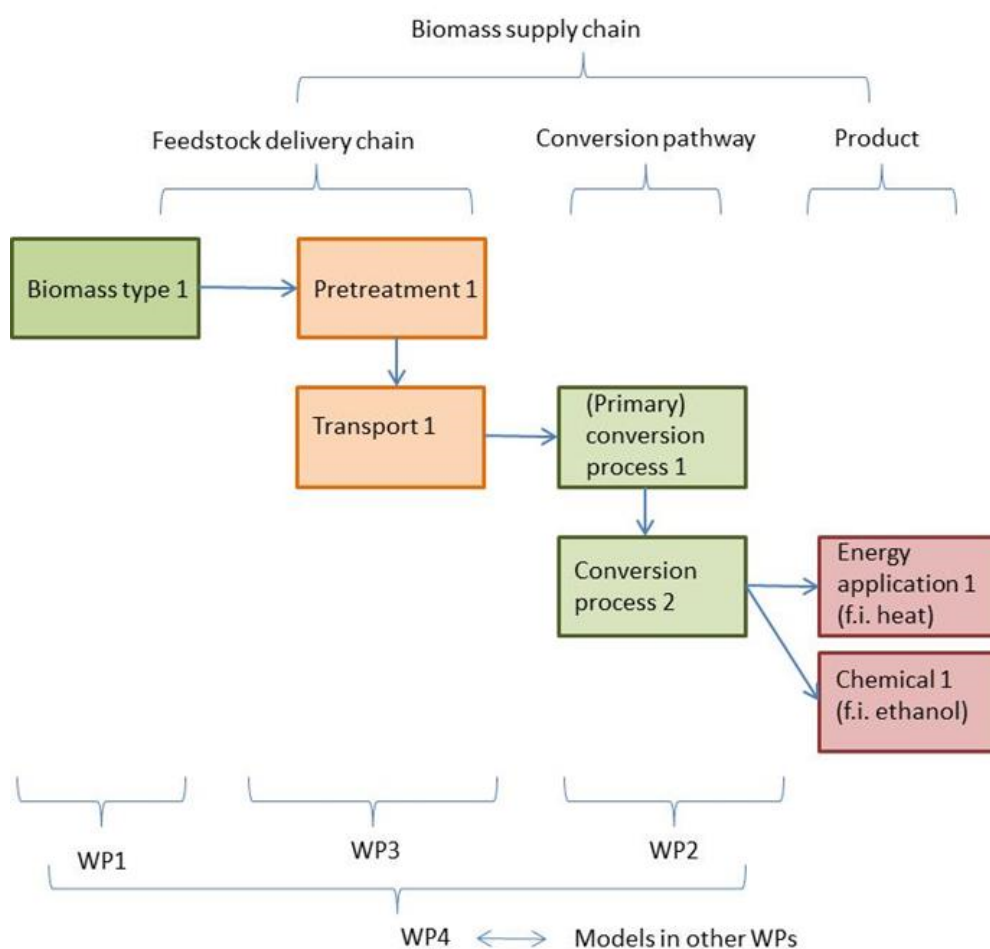 Biomass supply chain
Feedstock delivery chain
Conversion pathway
Product
Biomass type 1
Pretreatment 1
Transport 1
(Primary)
conversion
process 1
Conversion
process 2
Energy
application 1
(f.i. heat)
Chemical 1
(f.i. ethanol)
WP1
WP3
WP2
WP4
Models in other WPs